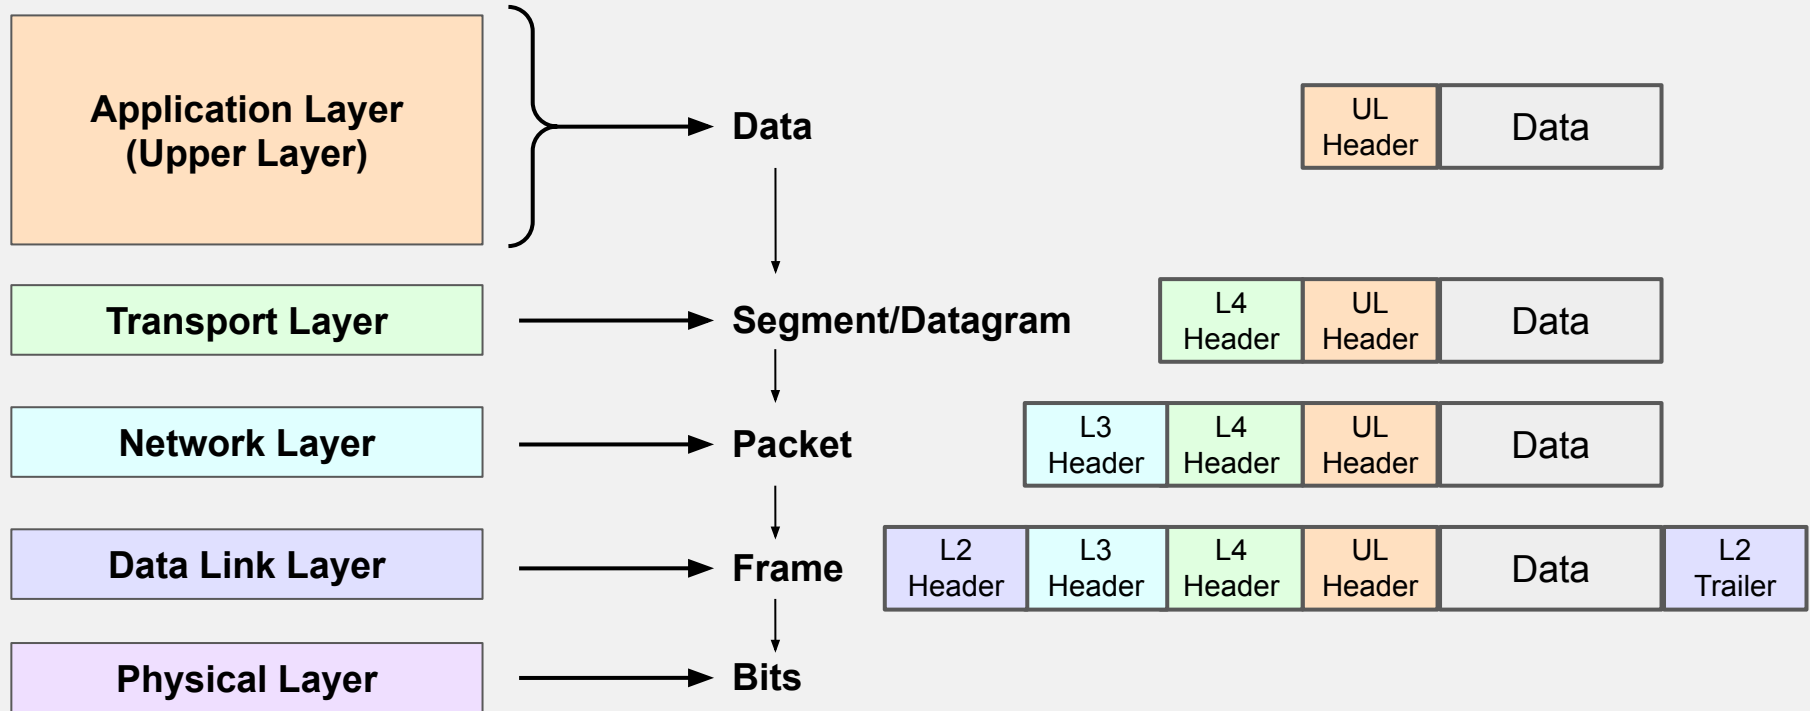 Application Layer
(Upper Layer)
Data
UL
Header
Data
Transport Layer
Segment/Datagram
L4
Header
UL
Header
Data
Network Layer
Packet
L3
Header
L4
Header
UL
Header
Data
Data Link Layer
Frame
L2
Header
L3
Header
L4
Header
UL
Header
Data
L2
Trailer
Physical Layer
Bits